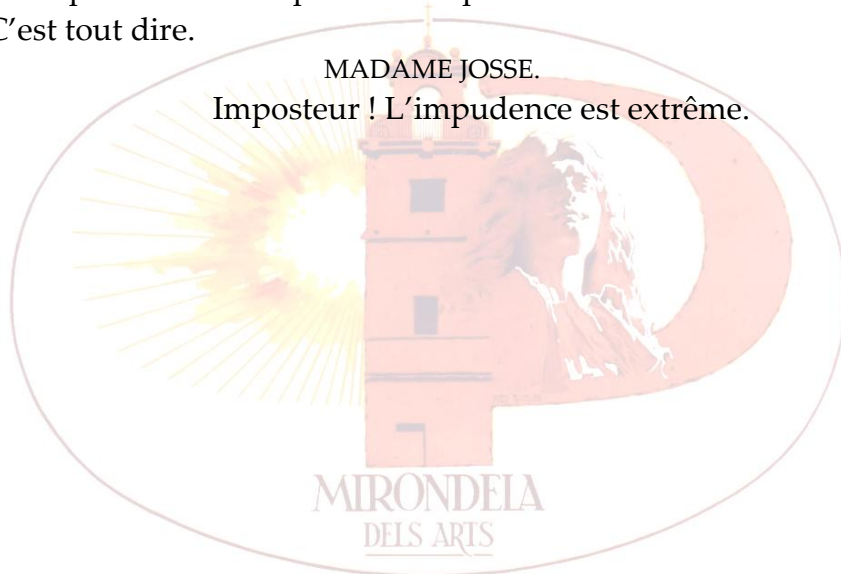 C’est tout dire.
MADAME JOSSE.
Imposteur ! L’impudence est extrême.
MIRONDELA
DELS ARTS